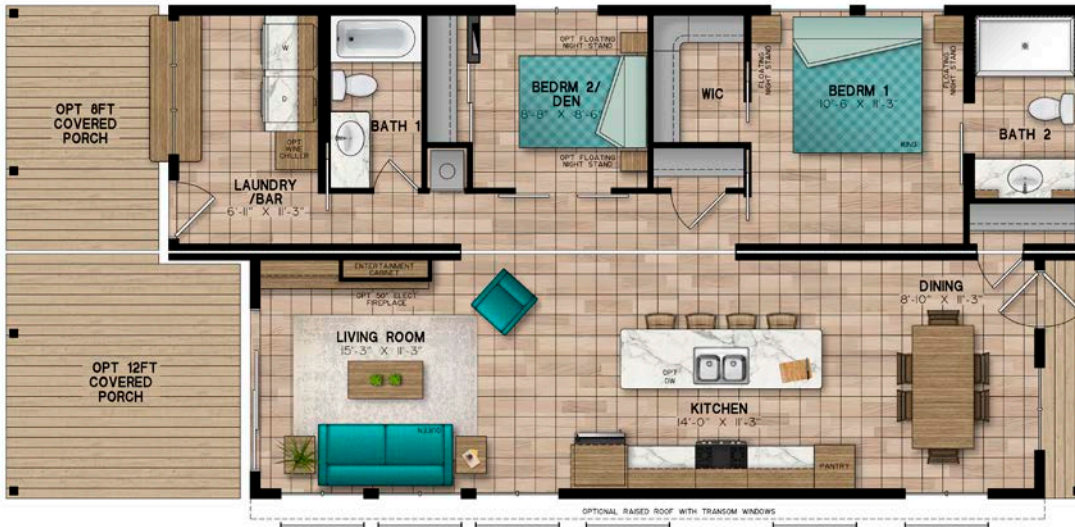 OPT 8FT
COVERED
PORCH
W
D
OPT
WINE
CHILLER
LAUNDRY
/BAR
6'-11" X 11'-3"
BATH 1
OPT FLOATING
NIGHT STAND
BEDRM 2/
DEN
8'-8" X 8'-6"
OPT FLOATING
NIGHT STAND
WIC
FLOATING
NIGHT STAND
BEDRM 1
10'-6" X 11'-3"
KING
FLOATING
NIGHT STAND
BATH 2
OPT 12FT
COVERED
PORCH
ENTERTAINMENT
CABINET
OPT 50" ELECT
FIREPLACE
LIVING ROOM
15'-3" X 11'-3"
QUEEN
OPT
DW
KITCHEN
14'-0" X 11'-3"
PANTRY
DINING
8'-10" X 11'-3"
OPTIONAL RAISED ROOF WITH TRANSOM WINDOWS